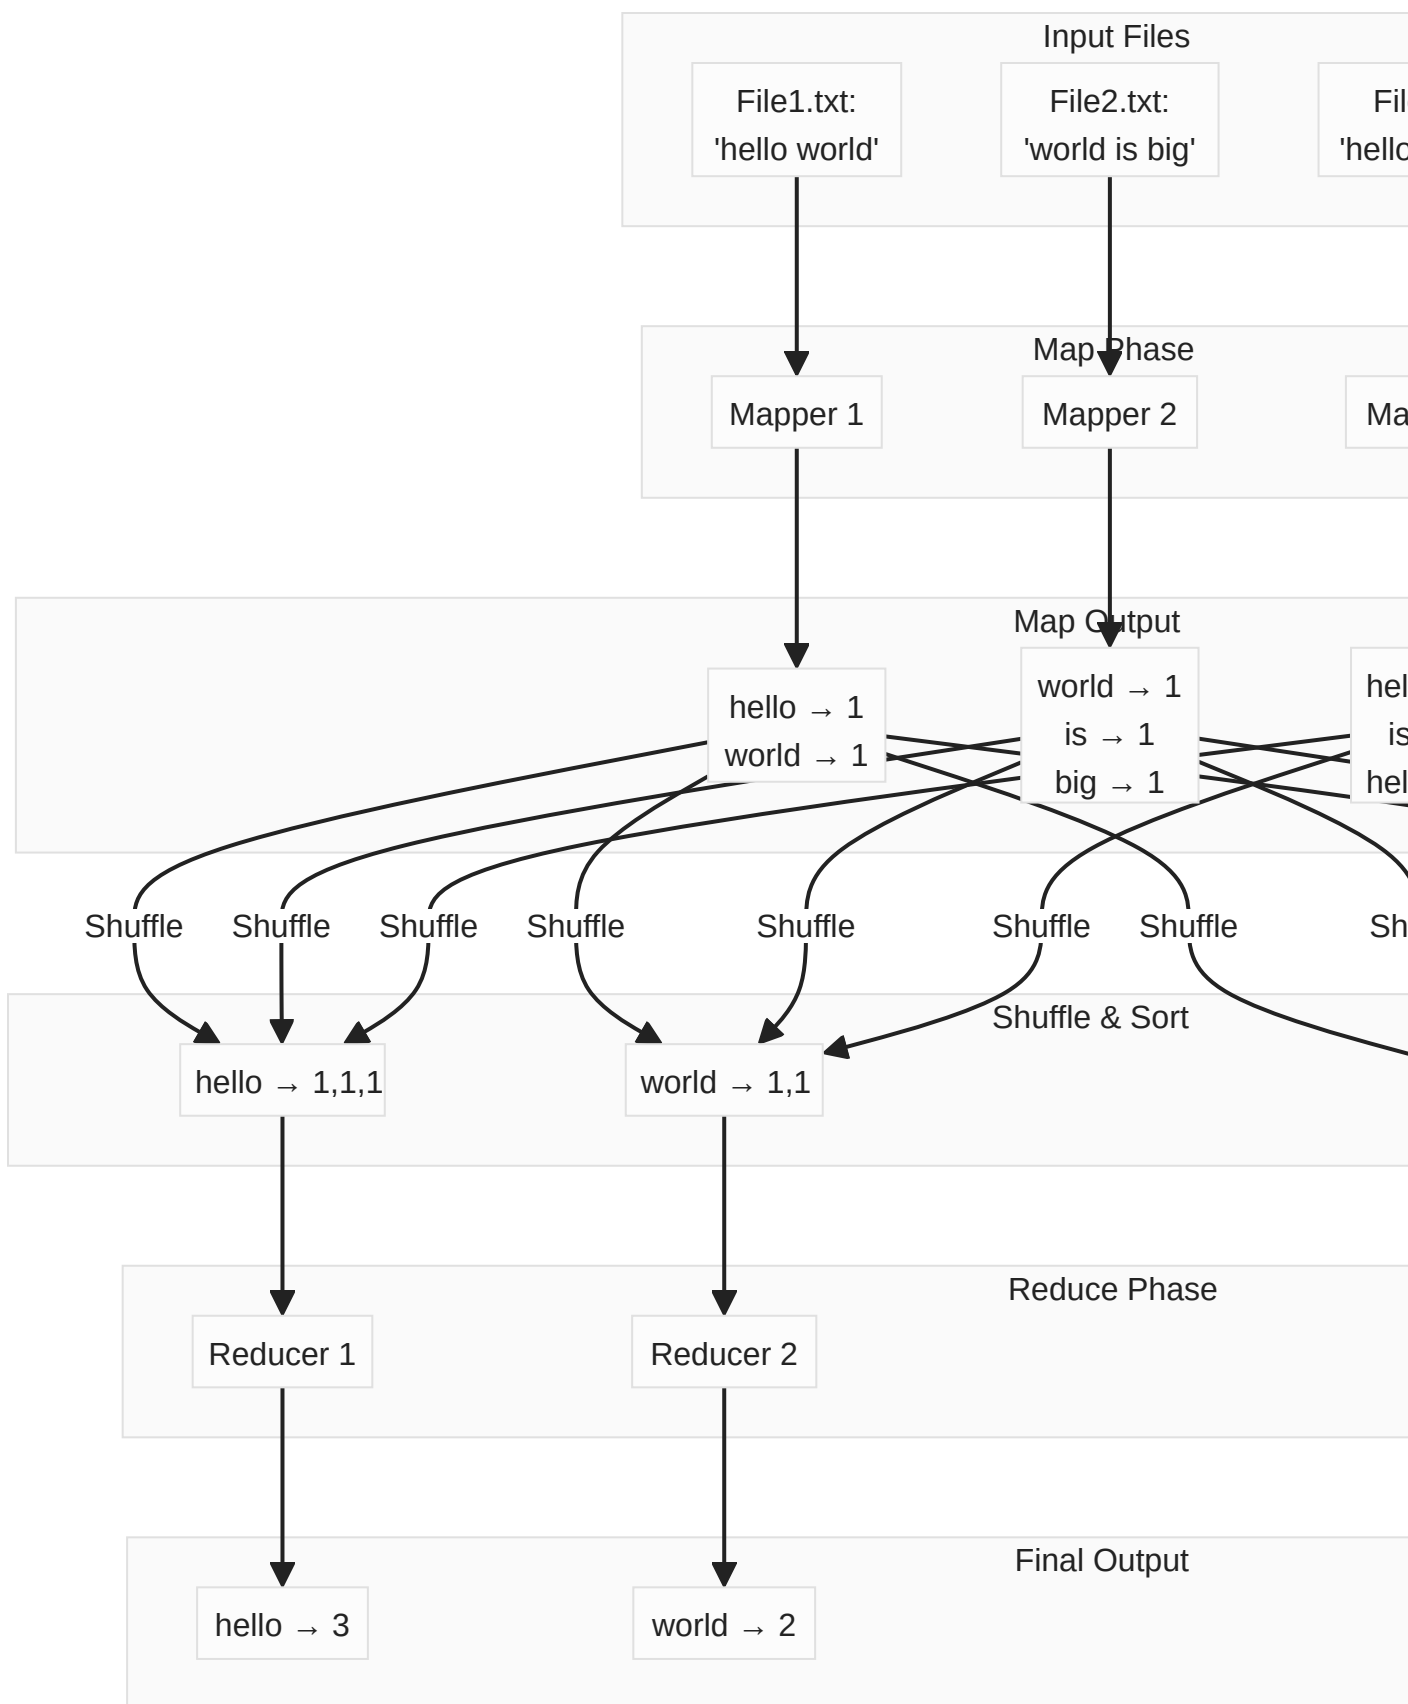 Input Files
File1.txt:
'hello world'
File2.txt:
'world is big'
'hello
Map Phase
Mapper 1
Mapper 2
Map Output
hello → 1
world → 1
world → 1
is → 1
big → 1
is
Shuffle
Shuffle
Shuffle
Shuffle
Shuffle
Shuffle
Shuffle
Shuffle & Sort
hello → 1,1,1
world → 1,1
Reduce Phase
Reducer 1
Reducer 2
Final Output
hello → 3
world → 2